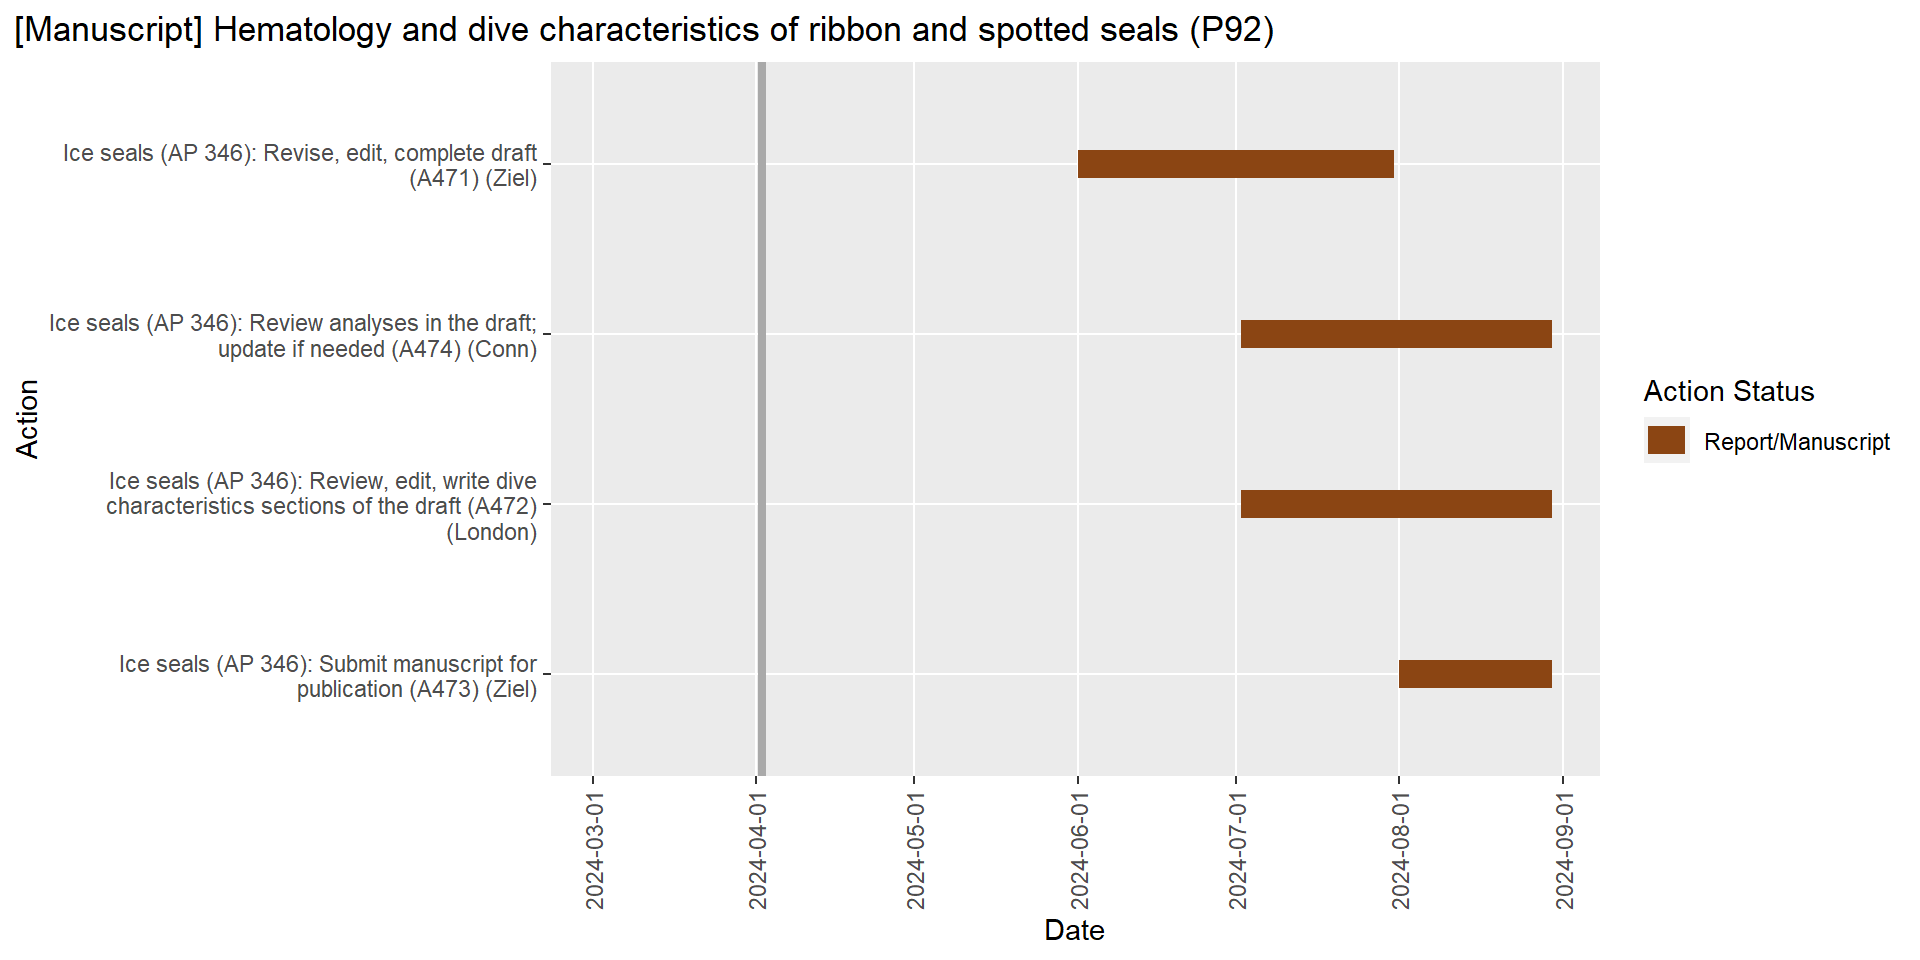 [Manuscript] Hematology and dive characteristics of ribbon and spotted seals (P92)
Ice seals (AP 346): Revise, edit, complete draft
(A471) (Ziel)
Ice seals (AP 346): Review analyses in the draft;
update if needed (A474) (Conn)
Ice seals (AP 346): Review, edit, write dive
characteristics sections of the draft (A472)
(London)
Ice seals (AP 346): Submit manuscript for
publication (A473) (Ziel)
Action
2024-03-01
2024-04-01
2024-05-01
2024-06-01
2024-07-01
2024-08-01
2024-09-01
Date
Action Status
Report/Manuscript